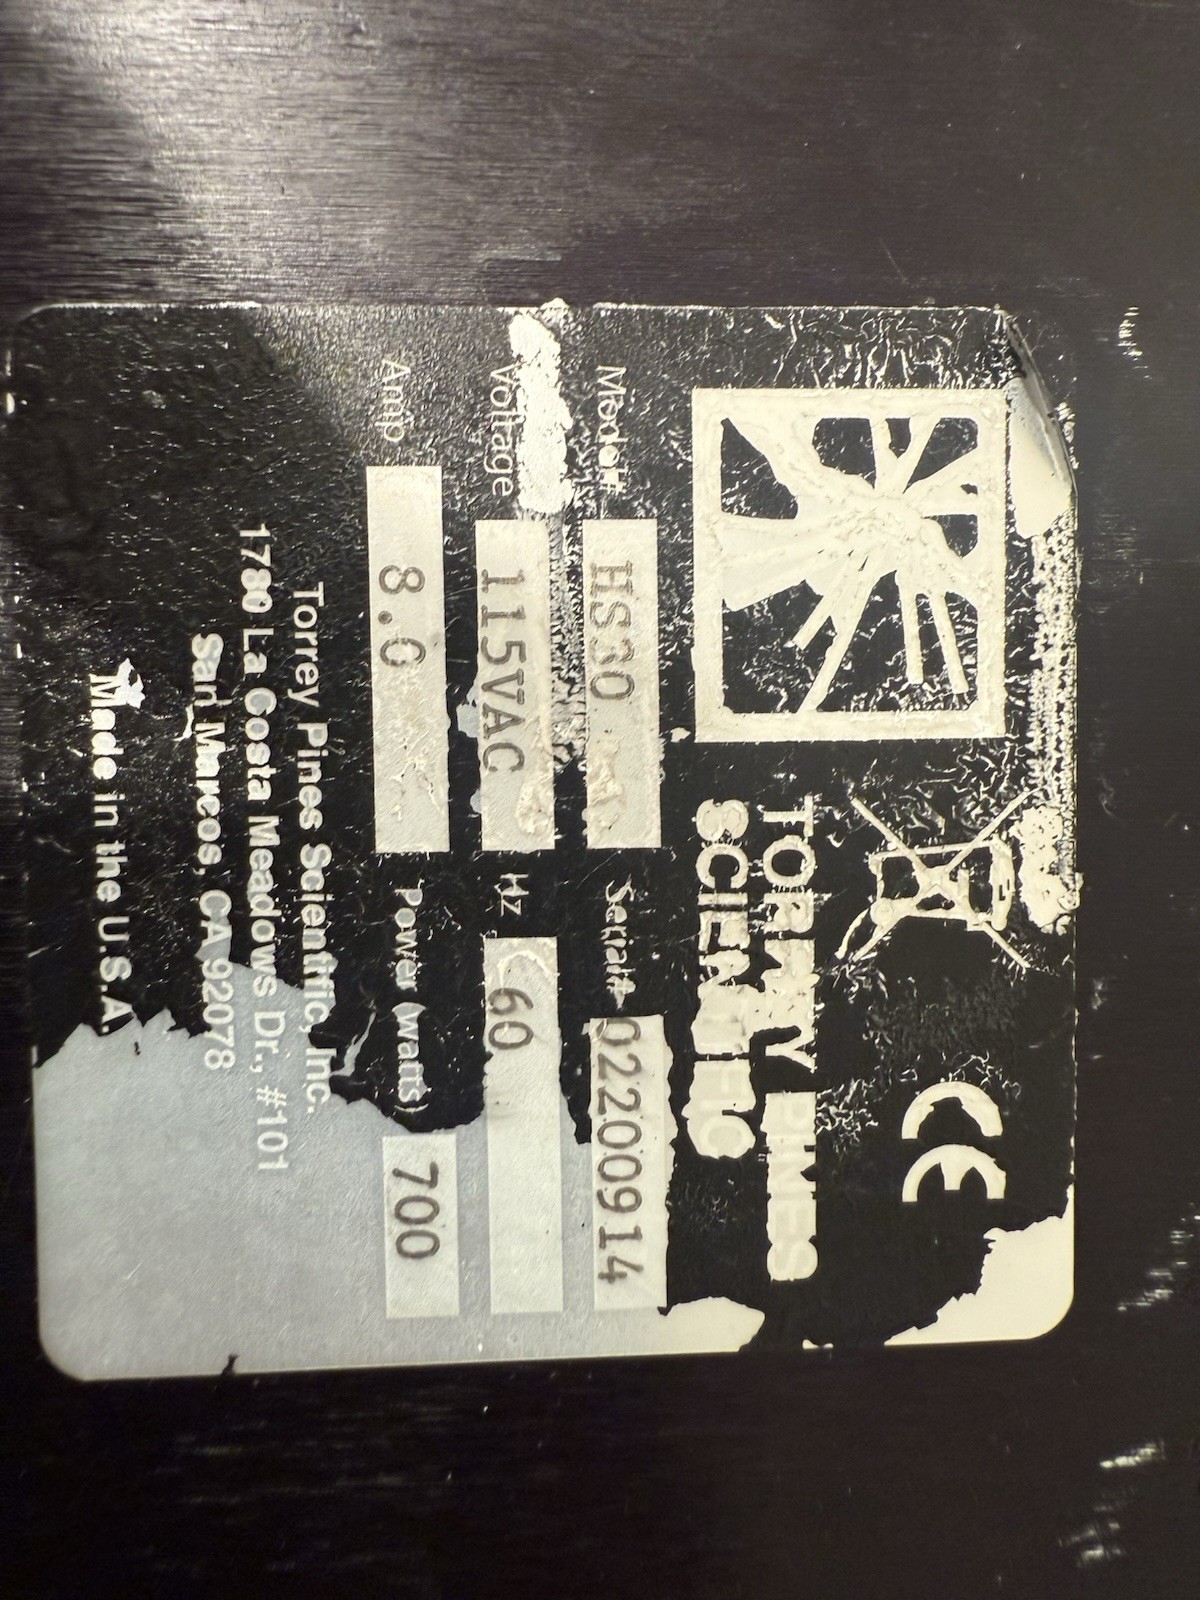 TORREY PINES
SCIENTIFIC
CE
Model# HS30 Serial# 02200914
Voltage 115VAC Hz 60
Amp 8.0 Power (watts) 700
Torrey Pines Scientific, Inc.
1780 La Costa Meadows Dr., #101
San Marcos, CA 92078
Made in the U.S.A.